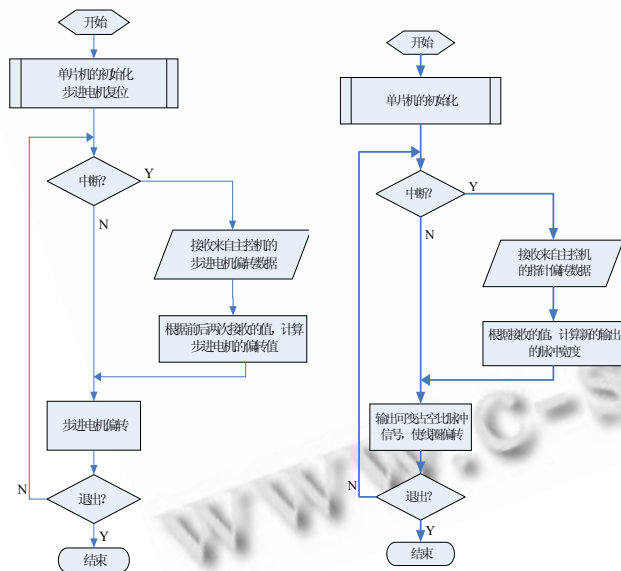 开始
单片机的初始化
步进电机复位
中断?
Y
N
接收来自主控机的
步进电机偏转数据
根据前后两次接收的值，计算
步进电机的偏转值
步进电机偏转
退出?
N
Y
结束
开始
单片机的初始化
中断?
Y
N
接收来自主控机
的指针偏转数据
根据接收的值，计算新的输出
的脉冲宽度
输出可变占空比脉冲
信号，使线圈偏转
退出?
N
Y
结束
www.c-s